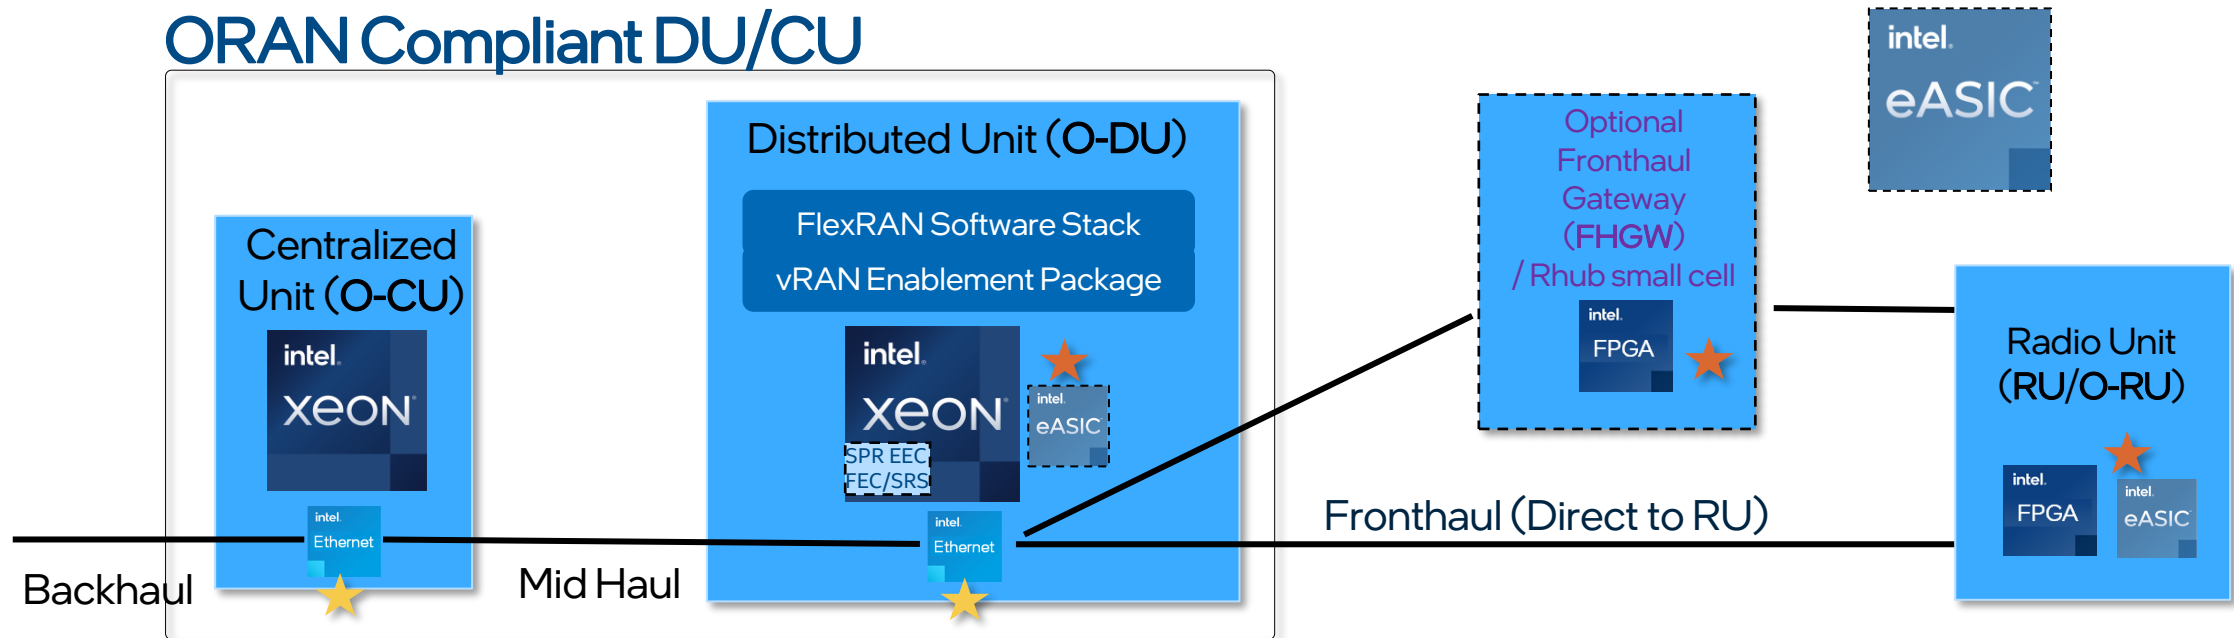 ORAN Compliant DU/CU
intel.
eASIC
Distributed Unit (O-DU)
FlexRAN Software Stack
vRAN Enablement Package
Optional
Fronthaul
Gateway
(FHGW)
/ Rhub small cell
intel.
FPGA
Centralized
Unit (O-CU)
intel.
xeon
intel.
xeon
SPR EEC
FEC/SRS
intel.
eASIC
Radio Unit
(RU/O-RU)
intel.
FPGA
intel.
eASIC
Fronthaul (Direct to RU)
intel.
Ethernet
intel.
Ethernet
Backhaul
Mid Haul